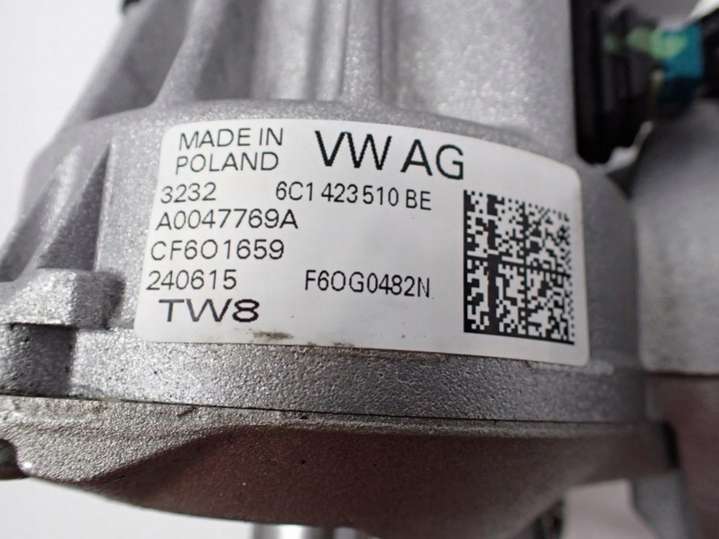 MADE IN VW AG
POLAND
3232 6C1 423 510 BE
A0047769A
CF6O1659
240615 F6OG0482N
TW8